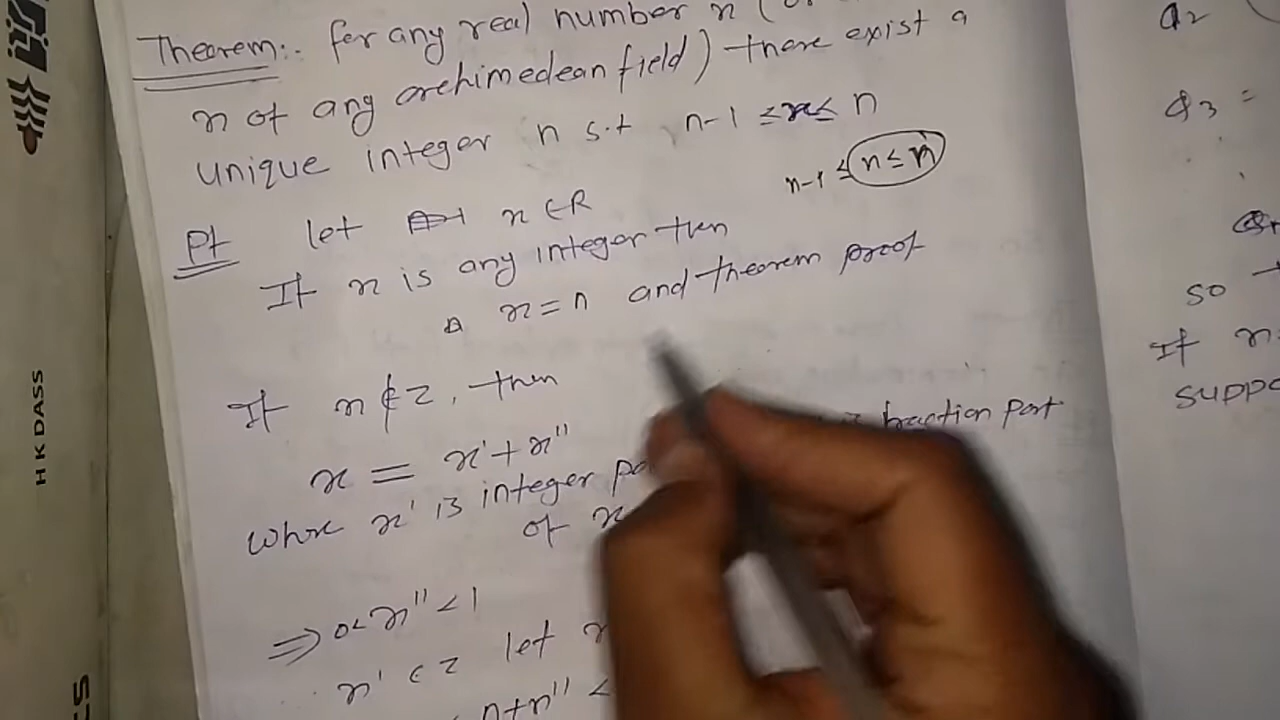 Theorem:- for any real number x (
x of any archimedean field) there exist a
unique integer n s.t n-1 ≤ x ≤ n
n-1 ≤ n ≤ n
Pf let x ∈ R
If x is any integer then
x = n and theorem proof
If x ∉ Z, then
x = x' + x''
fraction part
whre x' is integer
of x
⇒ 0 < x'' < 1
x' ∈ Z let
n + x'' <
a2
a3 =
so
If
suppo
HK DASS